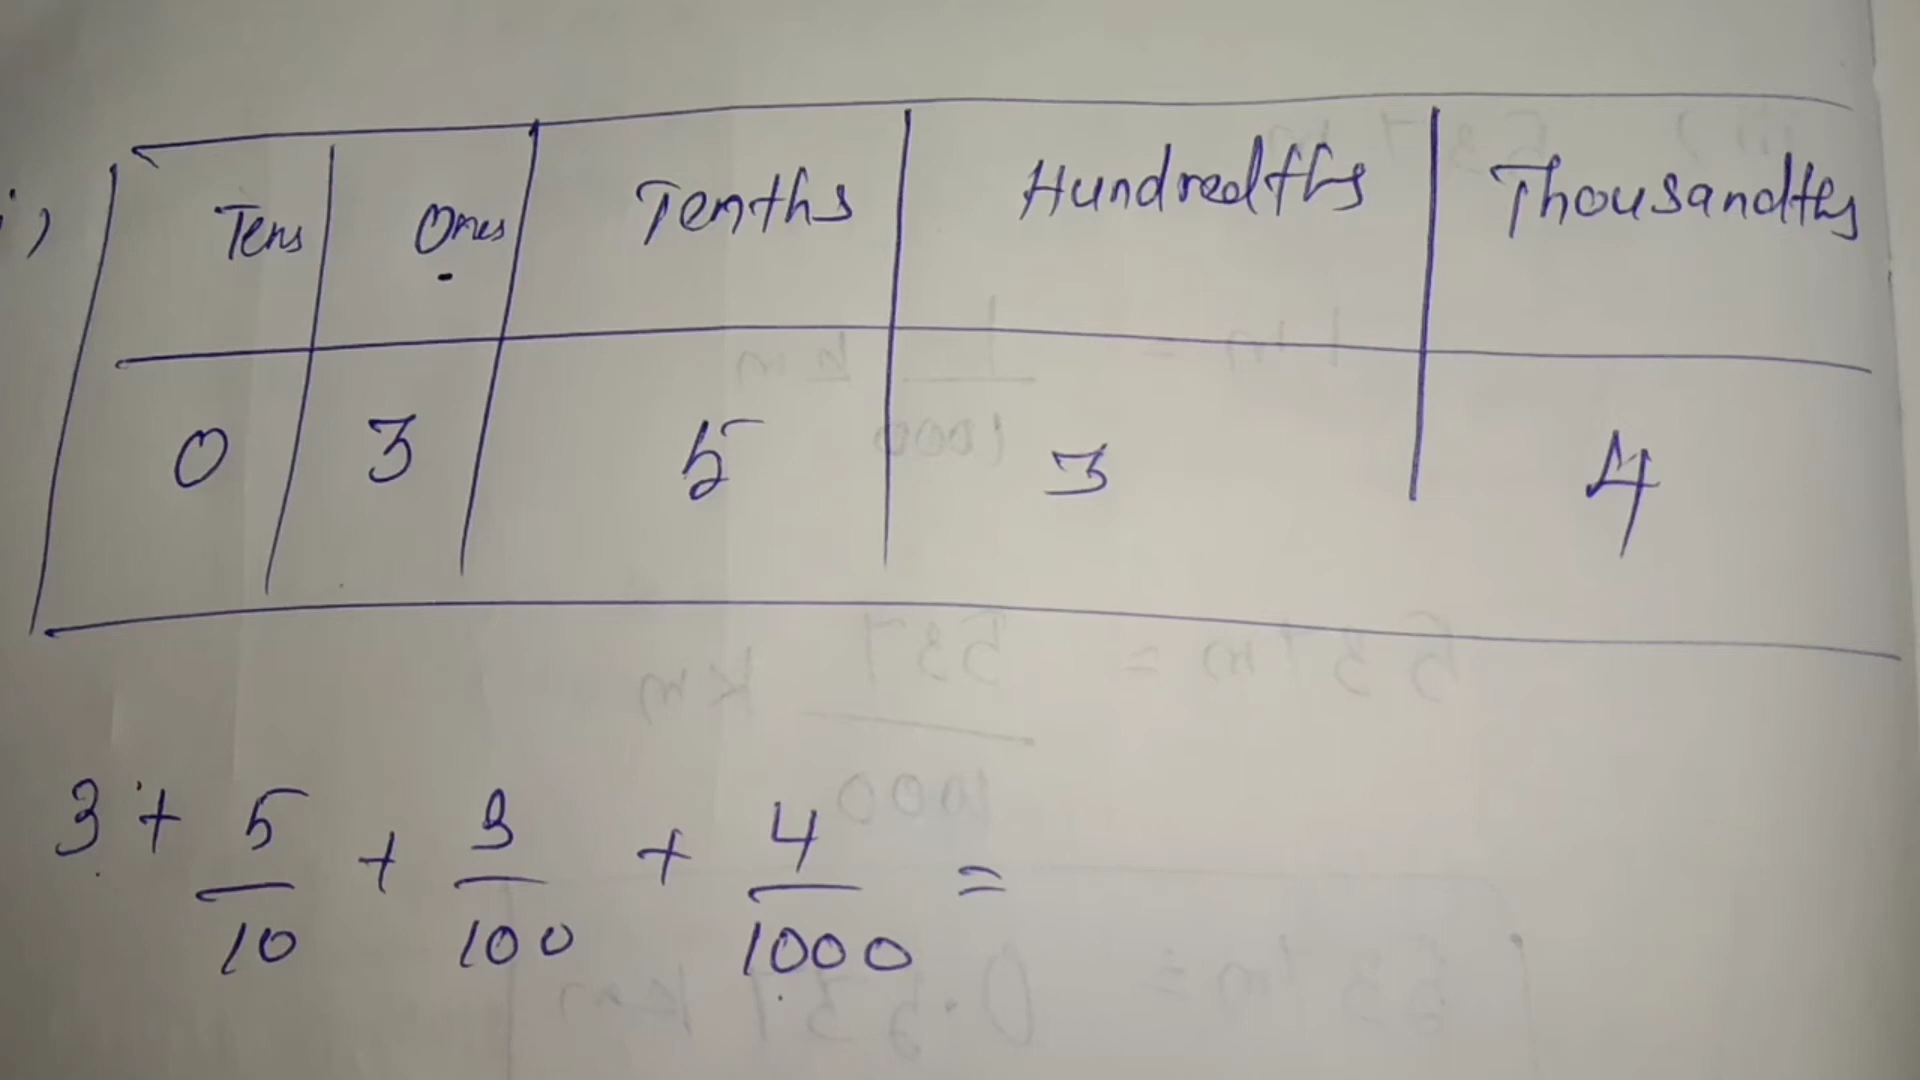 i)
Tens Ones Tenths Hundredths Thousandths
0 3 5 3 4
3 + 5/10 + 3/100 + 4/1000 =